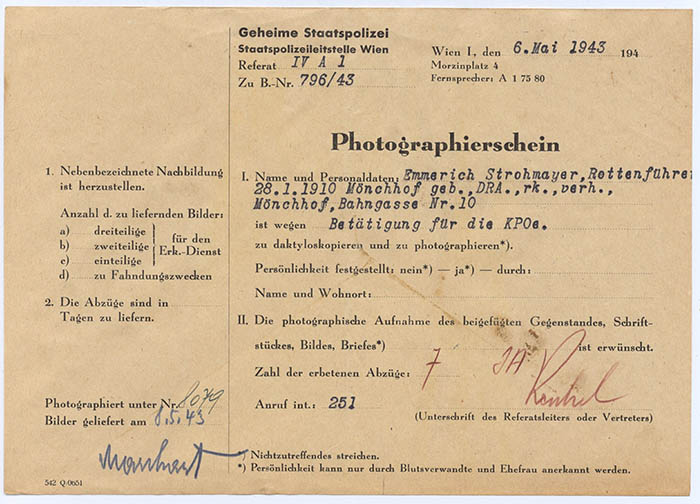 Geheime Staatspolizei
Staatspolizeileitstelle Wien
Referat IV A 1
Zu B.-Nr. 796/43
Wien I., den 6. Mai 1943 194
Morzinplatz 4
Fernsprecher: A 1 75 80
Photographierschein
1. Nebenbezeichnete Nachbildung
ist herzustellen.
Anzahl d. zu liefernden Bilder:
a) dreiteilige
b) zweiteilige
c) einteilige
für den
Erk.-Dienst
d) zu Fahndungszwecken
2. Die Abzüge sind in
Tagen zu liefern.
Photographiert unter Nr. 8079
Bilder geliefert am 8.5.43
542 Q/0651
I. Name und Personaldaten: Emmerich Strohmayer, Rottenführer
28.1.1910 Mönchhof geb., DRA., rk., verh.,
Mönchhof, Bahngasse Nr.10
ist wegen Betätigung für die KPOe.
zu daktyloskopieren und zu photographieren*).
Persönlichkeit festgestellt: nein*) — ja*) — durch:
Name und Wohnort:
II. Die photographische Aufnahme des beigefügten Gegenstandes, Schrift-
stückes, Bildes, Briefes*) ist erwünscht.
Zahl der erbetenen Abzüge: 7
Anruf int.: 251
(Unterschrift des Referatsleiters oder Vertreters)
*) Nichtzutreffendes streichen.
*) Persönlichkeit kann nur durch Blutsverwandte und Ehefrau anerkannt werden.